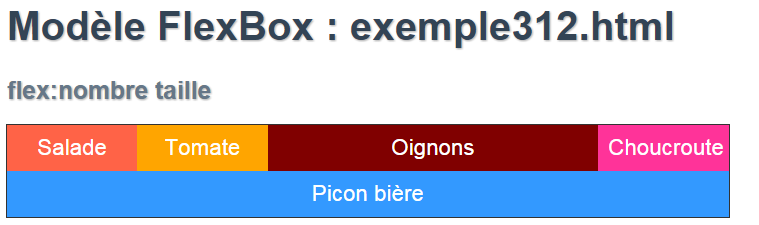 Modèle FlexBox : exemple312.html
flex:nombre taille
Salade Tomate Oignons Choucroute
Picon bière